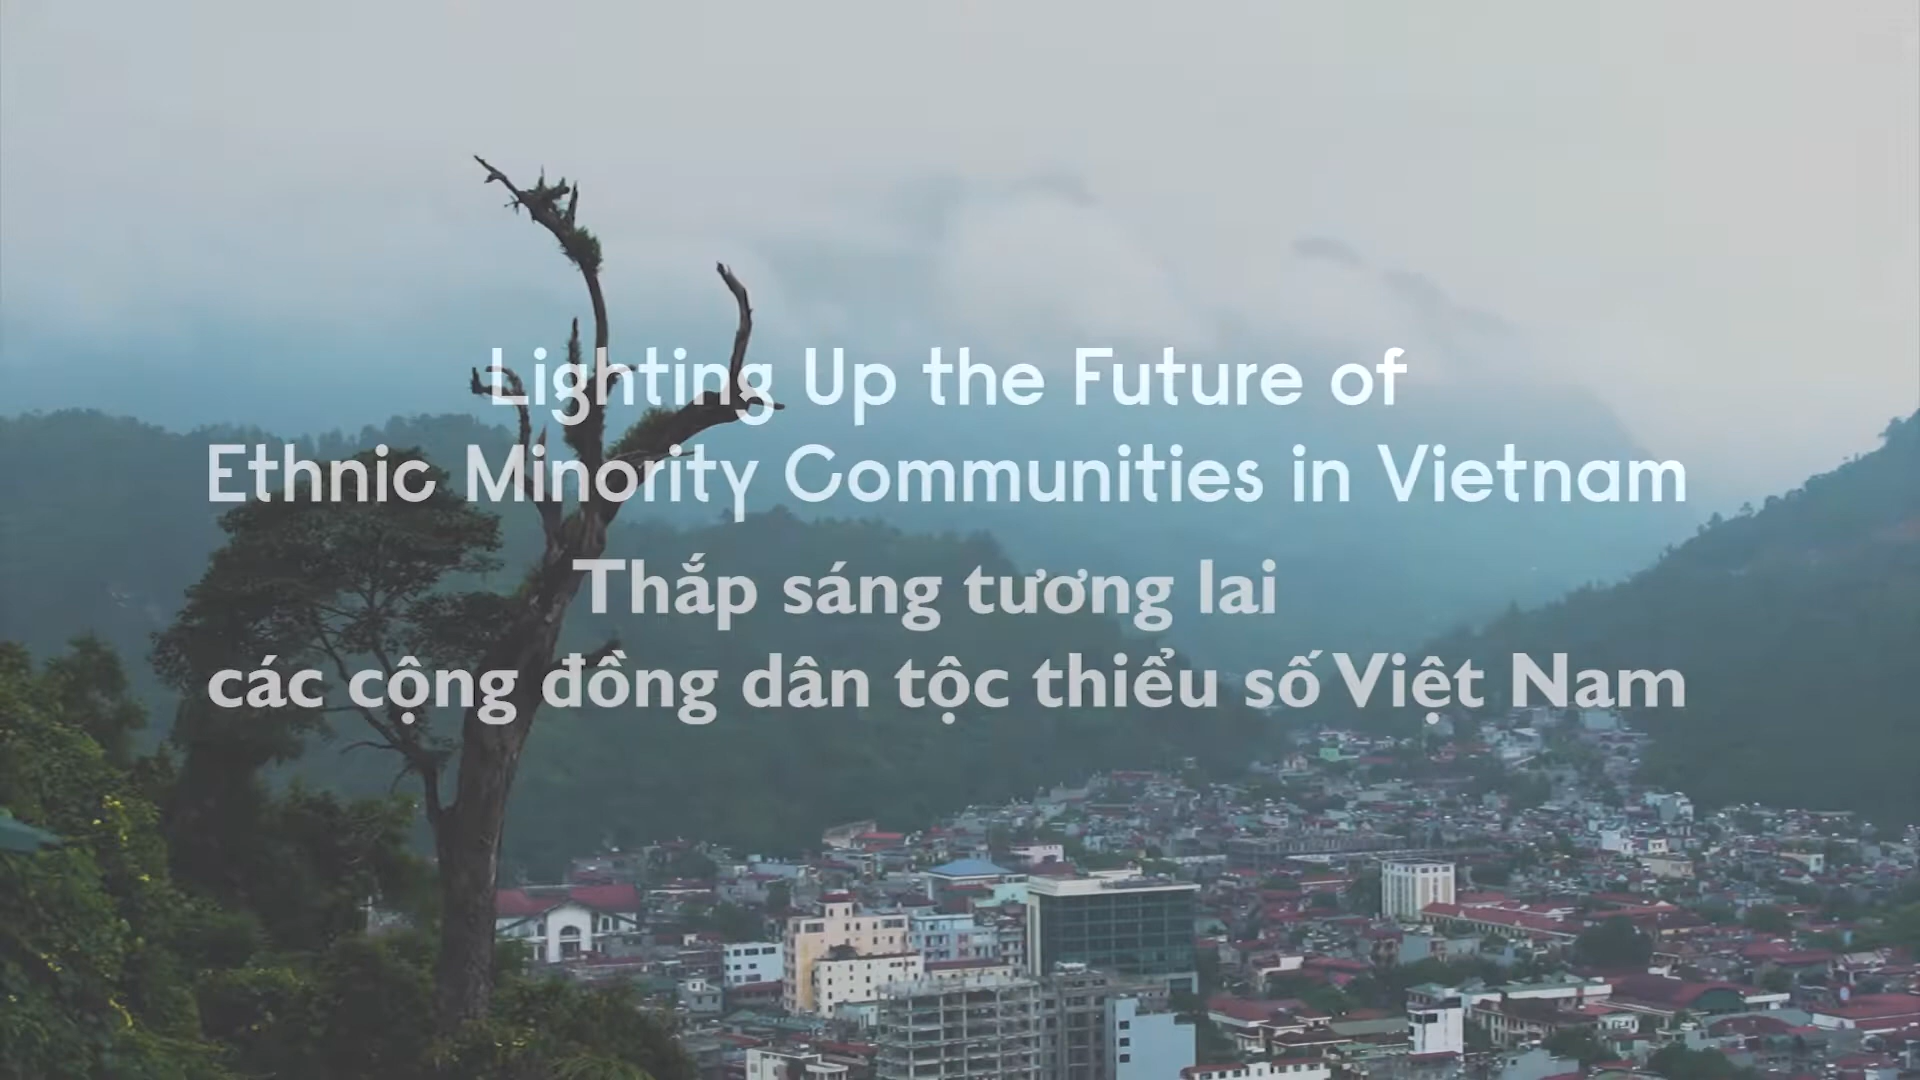 Lighting Up the Future of
Ethnic Minority Communities in Vietnam
Thắp sáng tương lai
các cộng đồng dân tộc thiểu số Việt Nam